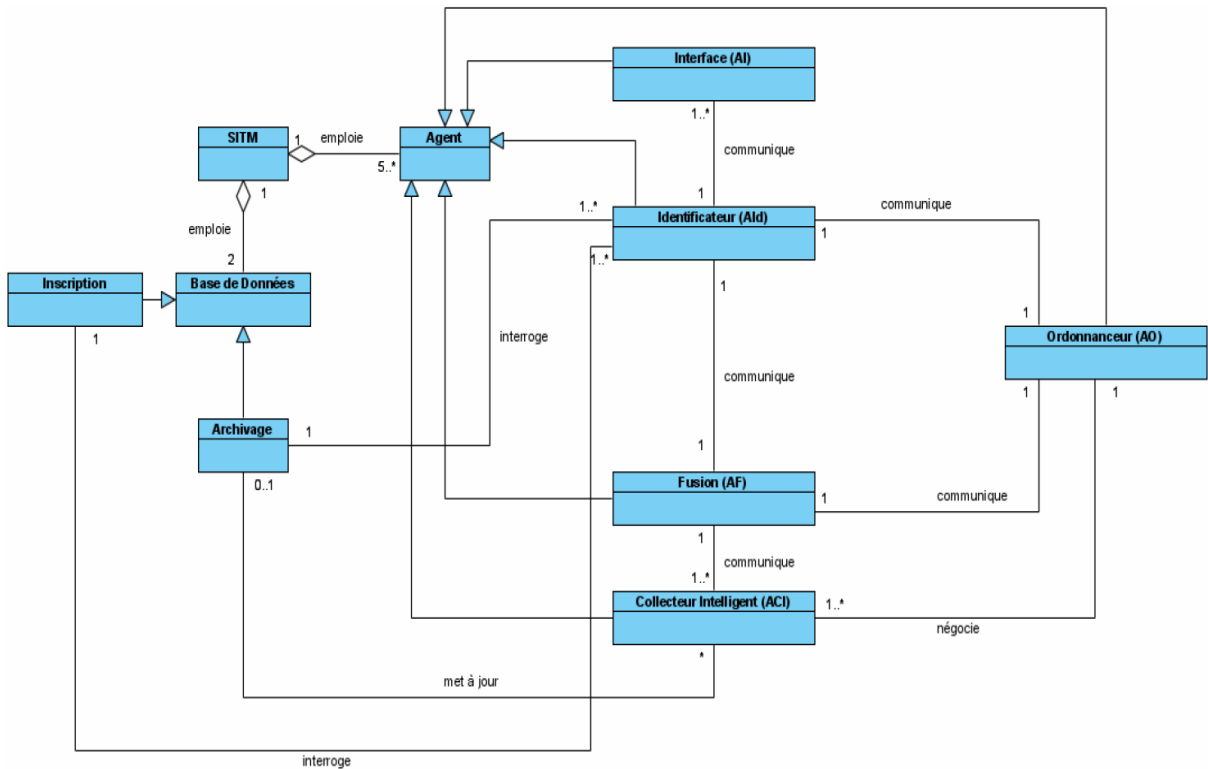 Interface (AI)
1..*
communique
1
SITM
1
emploie
5..*
Agent
1
emploie
2
1..*
Identificateur (AId)
1
communique
1..*
1
Inscription
1
Base de Données
interroge
communique
1
Ordonnanceur (AO)
1
1
Archivage
1
0..1
1
Fusion (AF)
1
communique
1
communique
1..*
Collecteur Intelligent (ACI)
1..*
négocie
*
met à jour
interroge